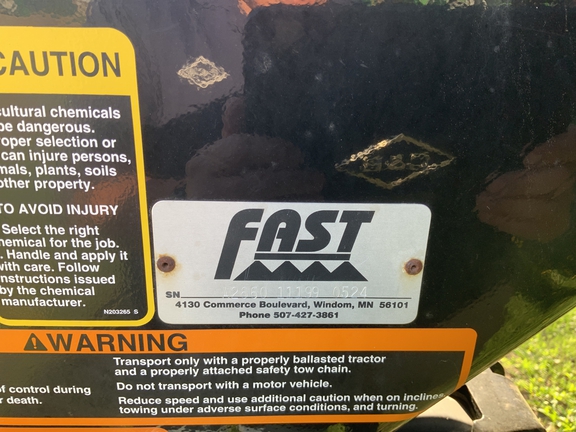 CAUTION
cultural chemicals
be dangerous.
roper selection or
can injure persons,
mals, plants, soils
other property.
TO AVOID INJURY
Select the right
hemical for the job.
. Handle and apply it
with care. Follow
instructions issued
by the chemical
manufacturer.
N203265 S
FAST
SN
4130 Commerce Boulevard, Windom, MN 56101
Phone 507-427-3861
WARNING
Transport only with a properly ballasted tractor
and a properly attached safety tow chain.
of control during
r death.
Do not transport with a motor vehicle.
Reduce speed and use additional caution when on inclines,
towing under adverse surface conditions, and turning.